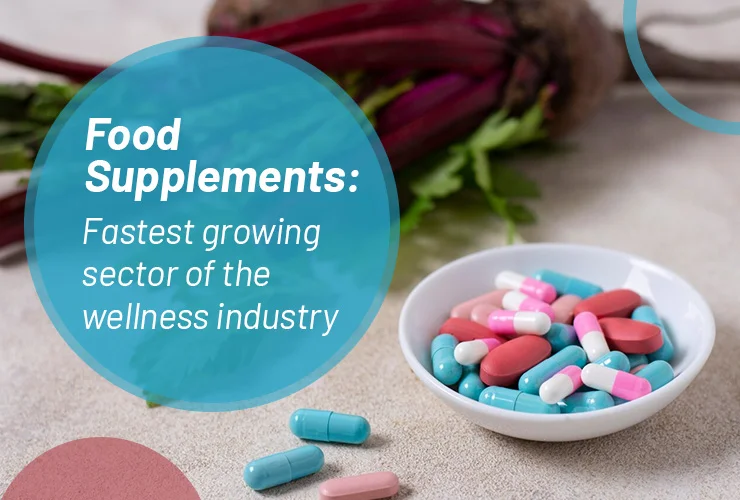 Food
Supplements:
Fastest growing
sector of the
wellness industry